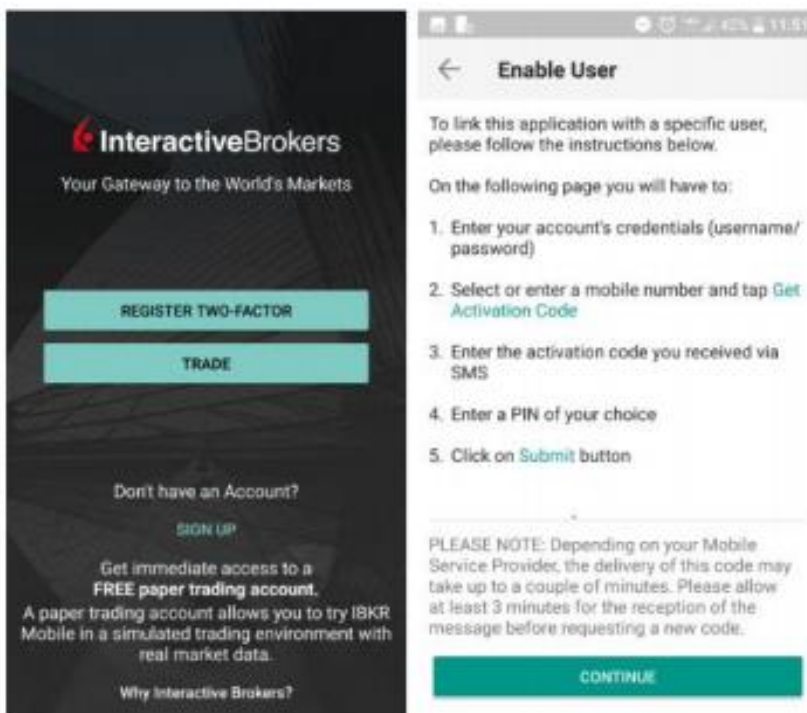 InteractiveBrokers
Your Gateway to the World's Markets
REGISTER TWO-FACTOR
TRADE
Don't have an Account?
SIGN UP
Get immediate access to a
FREE paper trading account.
A paper trading account allows you to try IBKR
Mobile in a simulated trading environment with
real market data.
Why Interactive Brokers?
42% 11:51
Enable User
To link this application with a specific user,
please follow the instructions below.
On the following page you will have to:
1. Enter your account's credentials (username/
password)
2. Select or enter a mobile number and tap Get
Activation Code
3. Enter the activation code you received via
SMS
4. Enter a PIN of your choice
5. Click on Submit button
PLEASE NOTE: Depending on your Mobile
Service Provider, the delivery of this code may
take up to a couple of minutes. Please allow
at least 3 minutes for the reception of the
message before requesting a new code.
CONTINUE